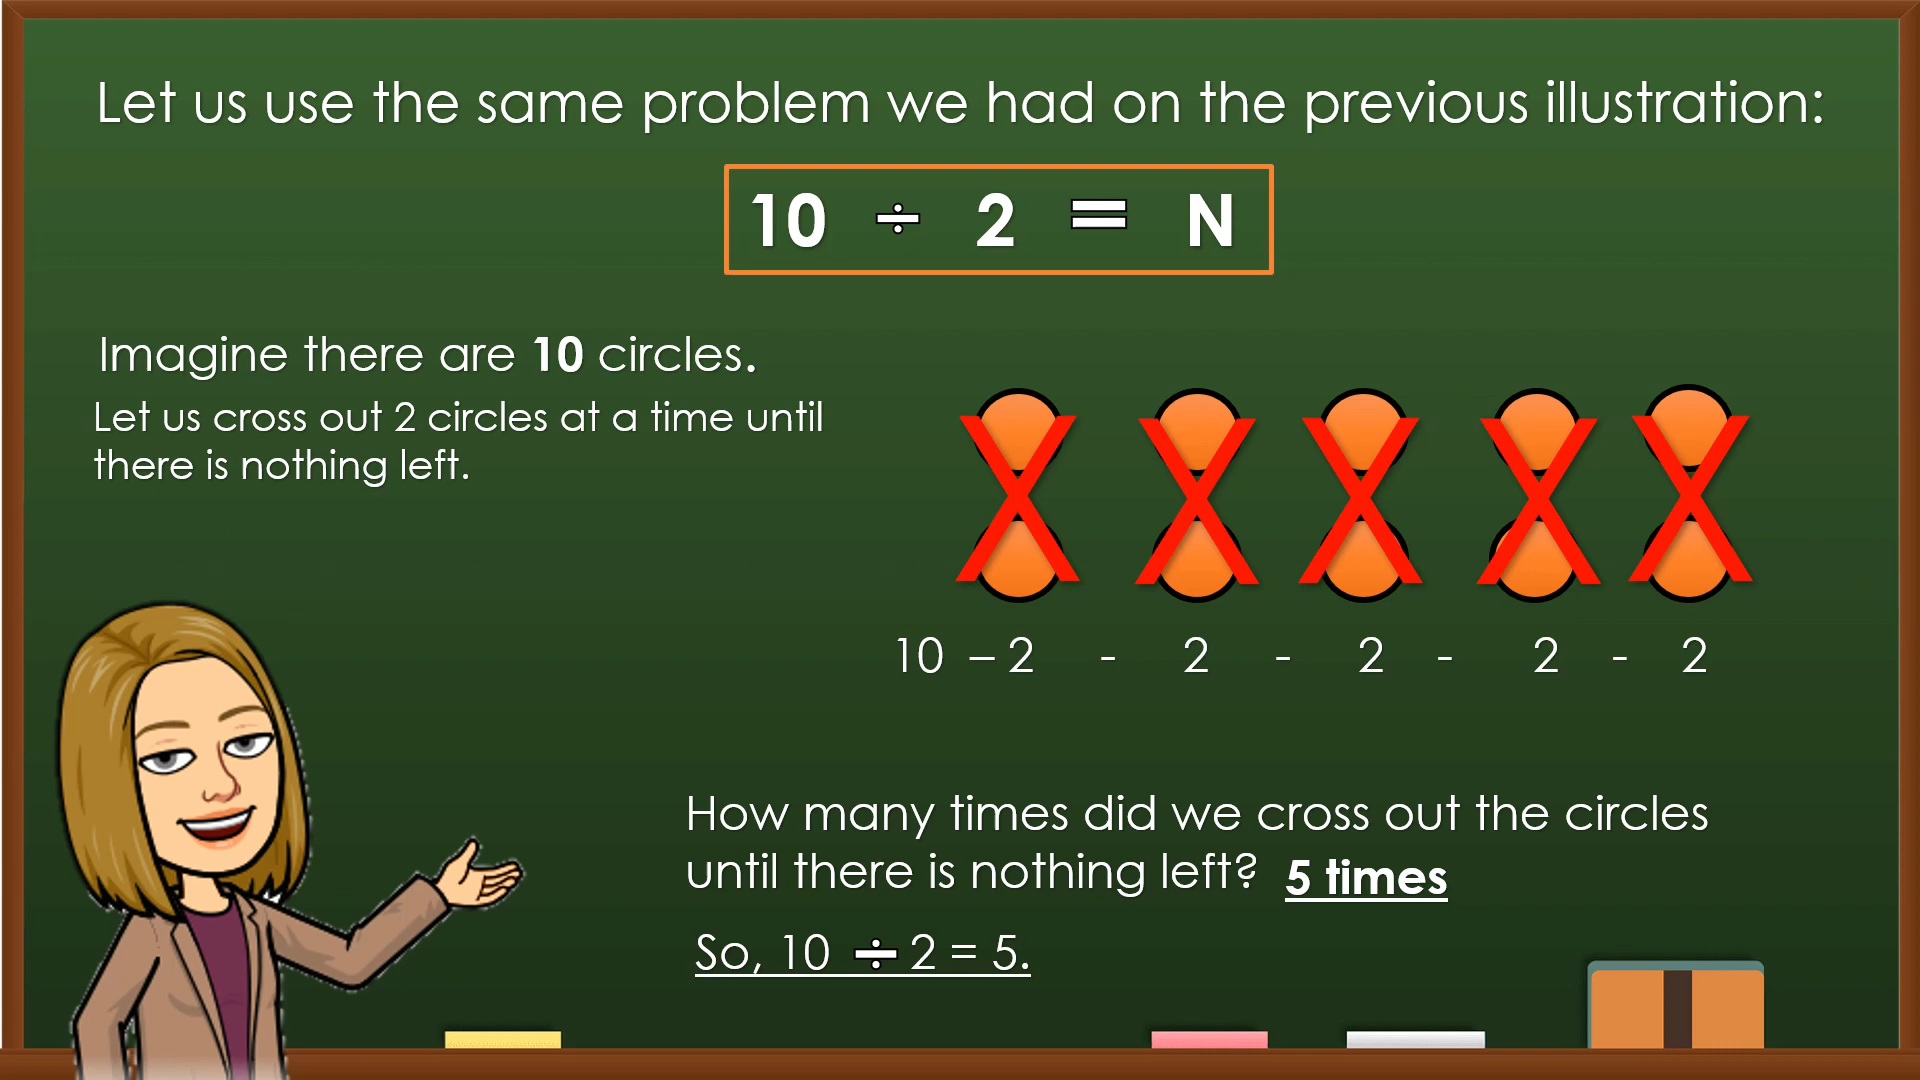 Let us use the same problem we had on the previous illustration:
10 ÷ 2 = N
Imagine there are 10 circles.
Let us cross out 2 circles at a time until
there is nothing left.
10 – 2 - 2 - 2 - 2 - 2
How many times did we cross out the circles
until there is nothing left? 5 times
So, 10 ÷ 2 = 5.